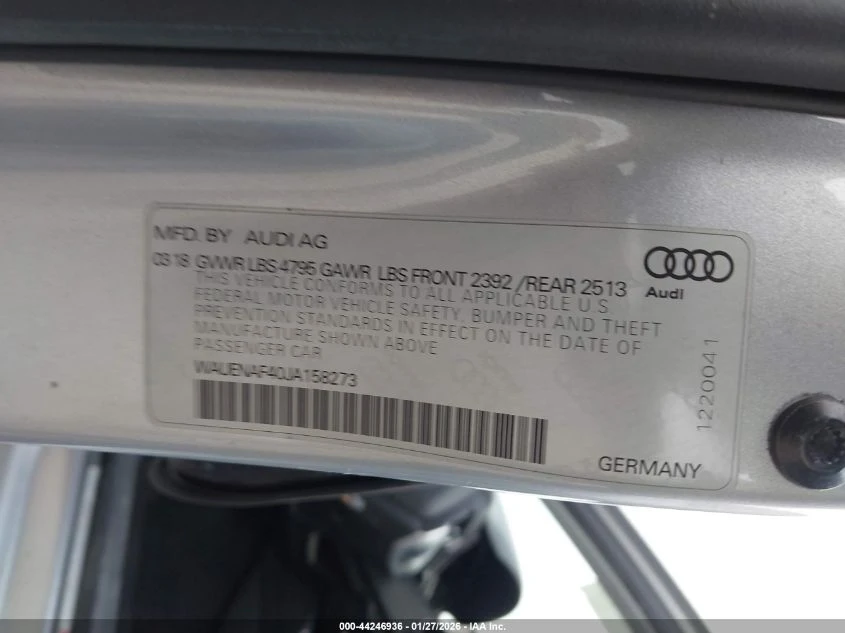 MFD. BY AUDI AG
03 18 GVWR LBS 4795 GAWR LBS FRONT 2392 / REAR 2513
THIS VEHICLE CONFORMS TO ALL APPLICABLE U.S
FEDERAL MOTOR VEHICLE SAFETY, BUMPER AND THEFT
PREVENTION STANDARDS IN EFFECT ON THE DATE OF
MANUFACTURE SHOWN ABOVE
PASSENGER CAR
WAUENAF40JA158273
Audi
1220041
GERMANY
000-44246936 - 01/27/2026 - IAA Inc.